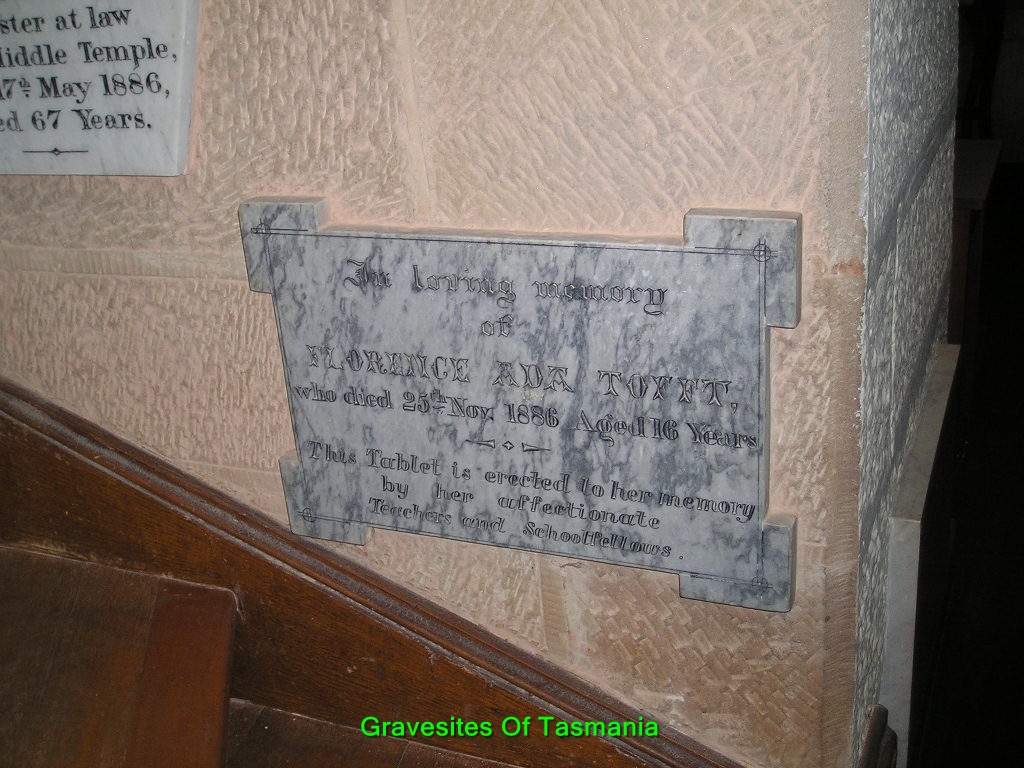 ster at law
Middle Temple,
17th May 1886,
ed 67 Years.
In loving memory
of
FLORENCE ADA TOFFT,
who died 25th Nov. 1886 Aged 16 Years
This Tablet is erected to her memory
by her affectionate
Teachers and Schoolfellows.
Gravesites Of Tasmania